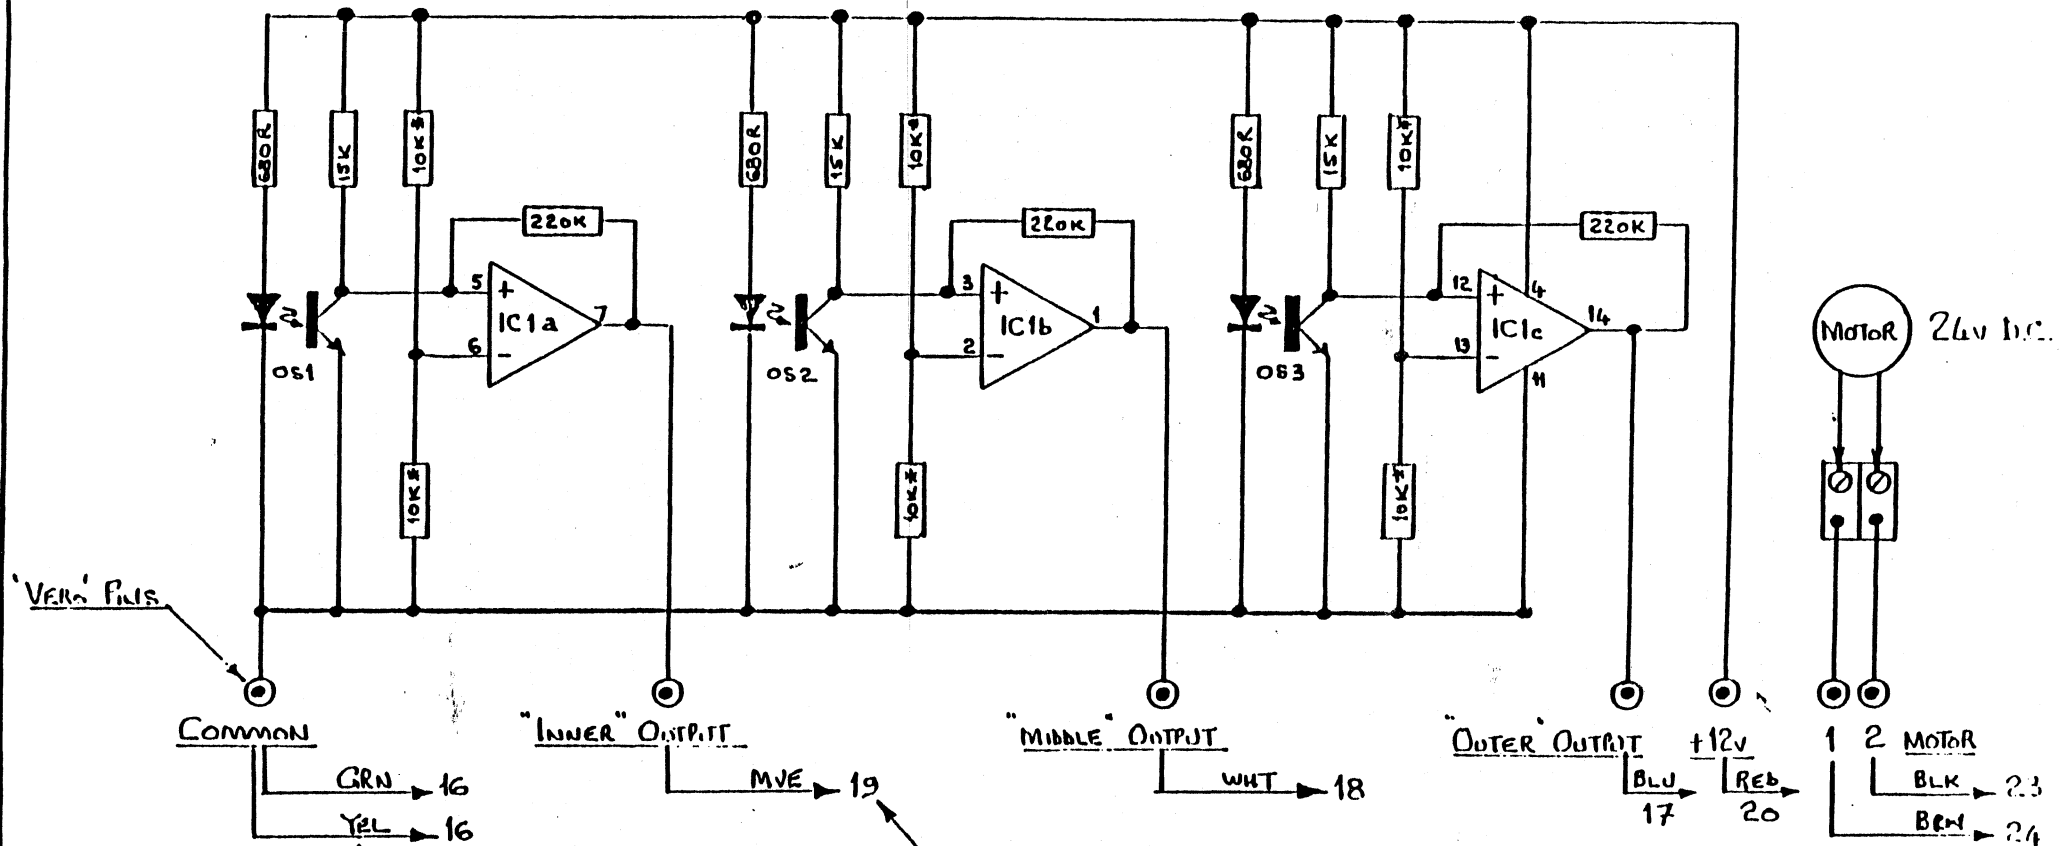 680R 15K 10K* 680R 15K 10K* 680R 15K 10K*
220K 220K 220K
5 + 7 IC1a 6 -
3 + 1 IC1b 2 -
12 + 4 14 IC1c 13 - 11
OS1 OS2 OS3
MOTOR 24V D.C.
10K* 10K* 10K*
'VERO' PINS
COMMON "INNER" OUTPUT "MIDDLE" OUTPUT "OUTER" OUTPUT +12V 1 2 MOTOR
GRN 16 MVE 19 WHT 18 BLU 17 RED 20 BLK 23
YEL 16 BRN 24